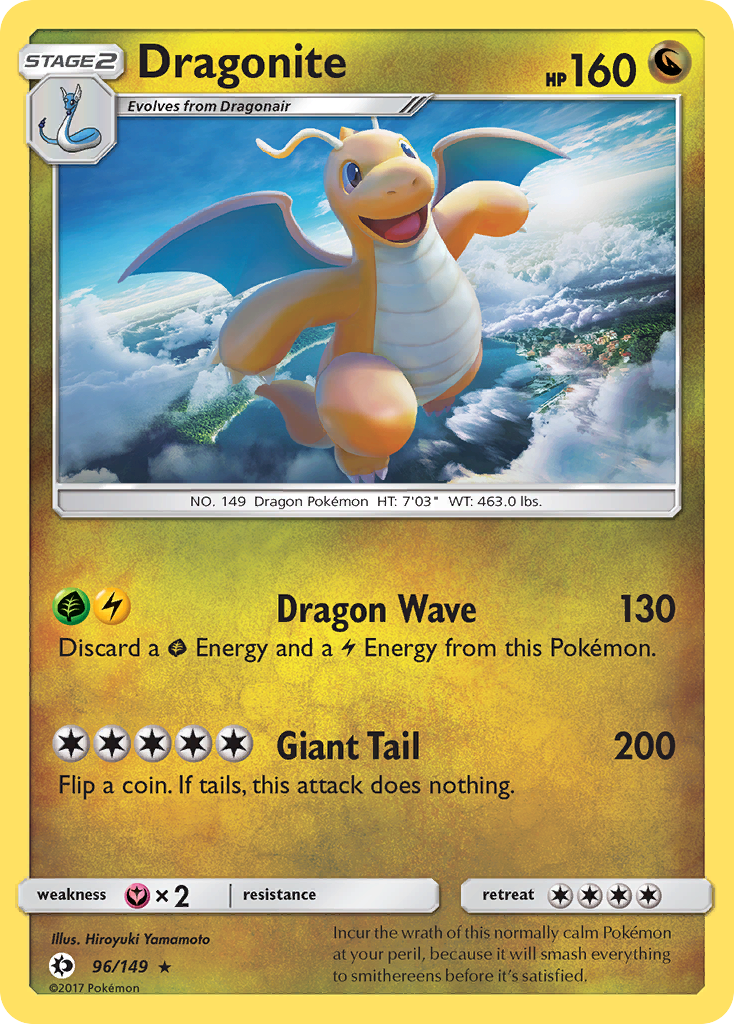 STAGE2
Dragonite
HP 160
Evolves from Dragonair
NO. 149 Dragon Pokémon HT: 7'03" WT: 463.0 lbs.
Dragon Wave 130
Discard a Energy and a Energy from this Pokémon.
Giant Tail 200
Flip a coin. If tails, this attack does nothing.
weakness ×2 resistance retreat
Illus. Hiroyuki Yamamoto
96/149 ★
©2017 Pokémon
Incur the wrath of this normally calm Pokémon
at your peril, because it will smash everything
to smithereens before it's satisfied.